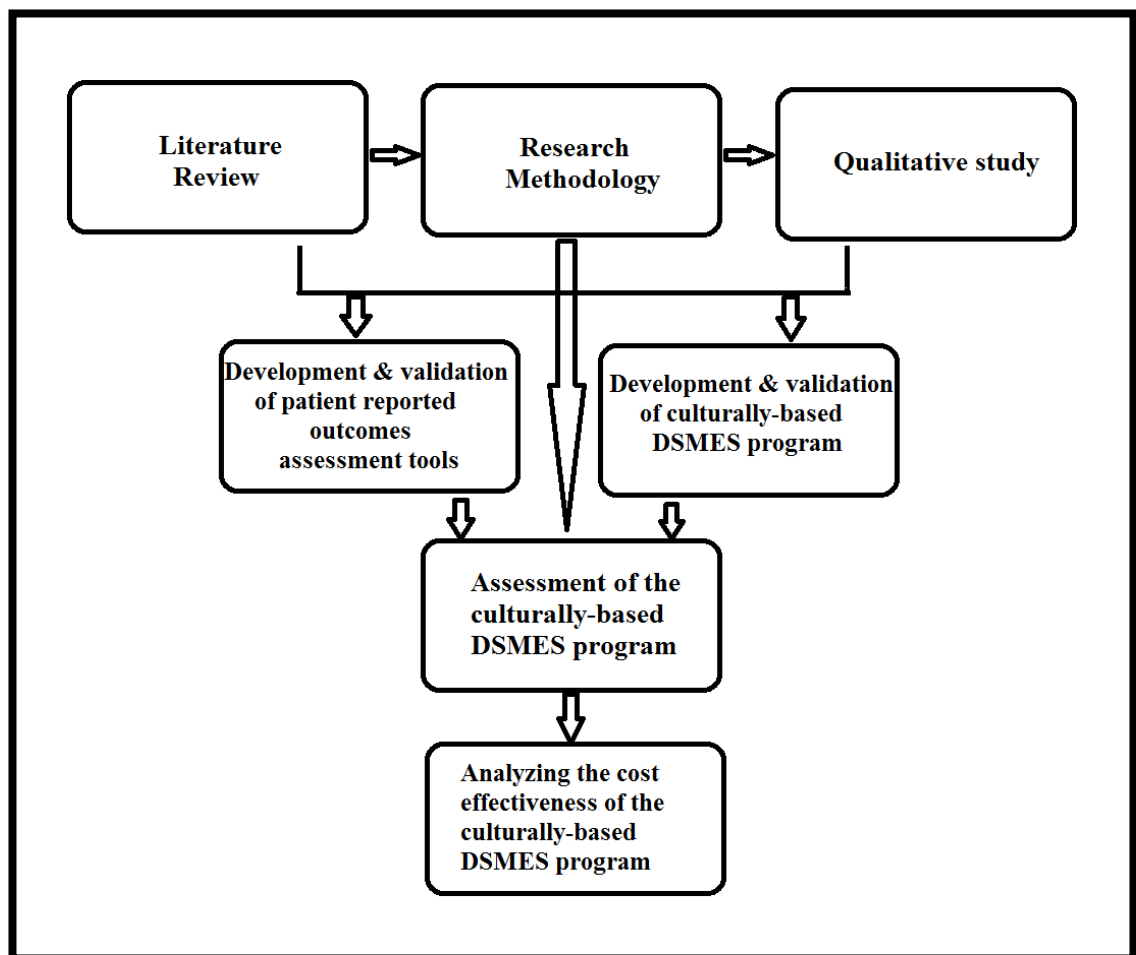 Literature
Review
Research
Methodology
Qualitative study
Development & validation
of patient reported
outcomes
assessment tools
Development & validation
of culturally-based
DSMES program
Assessment of the
culturally-based
DSMES program
Analyzing the cost
effectiveness of the
culturally-based
DSMES program